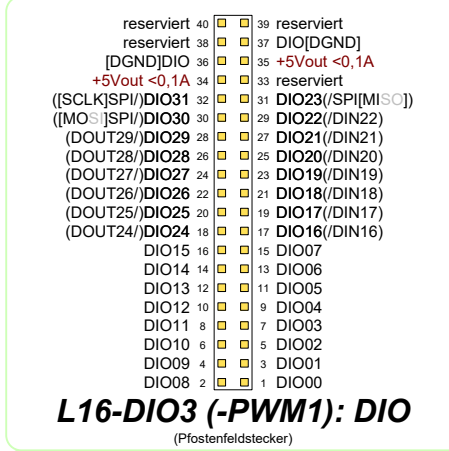 reserviert 40 39 reserviert
reserviert 38 37 DIO[DGND]
[DGND]DIO 36 35 +5Vout <0,1A
+5Vout <0,1A 34 33 reserviert
([SCLK]SPI/)DIO31 32 31 DIO23(/SPI[MISO])
([MOSI]SPI/)DIO30 30 29 DIO22(/DIN22)
(DOUT29/)DIO29 28 27 DIO21(/DIN21)
(DOUT28/)DIO28 26 25 DIO20(/DIN20)
(DOUT27/)DIO27 24 23 DIO19(/DIN19)
(DOUT26/)DIO26 22 21 DIO18(/DIN18)
(DOUT25/)DIO25 20 19 DIO17(/DIN17)
(DOUT24/)DIO24 18 17 DIO16(/DIN16)
DIO15 16 15 DIO07
DIO14 14 13 DIO06
DIO13 12 11 DIO05
DIO12 10 9 DIO04
DIO11 8 7 DIO03
DIO10 6 5 DIO02
DIO09 4 3 DIO01
DIO08 2 1 DIO00
L16-DIO3 (-PWM1): DIO
(Pfostenfeldstecker)